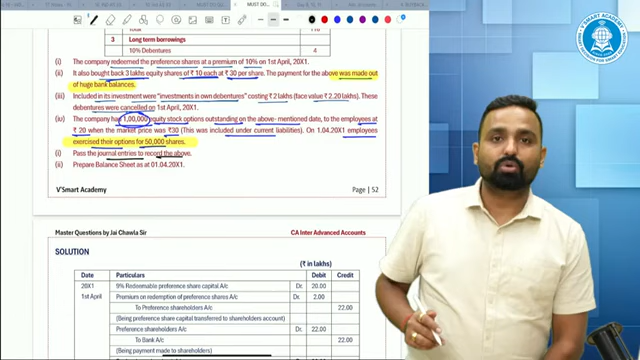 MUST DO...
Total 116
3 Long term borrowings
10% Debentures 4
(i) The company redeemed the preference shares at a premium of 10% on 1st April, 20X1.
(ii) It also bought back 3 lakhs equity shares of ₹ 10 each at ₹ 30 per share. The payment for the above was made out
of huge bank balances.
(iii) Included in its investment were "investments in own debentures" costing ₹ 2 lakhs (face value ₹ 2.20 lakhs). These
debentures were cancelled on 1st April, 20X1.
(iv) The company has 1,00,000 equity stock options outstanding on the above - mentioned date, to the employees at
₹ 20 when the market price was ₹ 30 (This was included under current liabilities). On 1.04.20X1 employees
exercised their options for 50,000 shares.
(i) Pass the journal entries to record the above.
(ii) Prepare Balance Sheet as at 01.04.20X1.
V'Smart Academy Page | 52
Master Questions by Jai Chawla Sir CA Inter Advanced Accounts
SOLUTION
(₹ in lakhs)
Date Particulars Debit Credit
20X1 9% Redeemable preference share capital A/c Dr. 20.00
1st April Premium on redemption of preference shares A/c Dr. 2.00
To Preference shareholders A/c 22.00
(Being preference share capital transferred to shareholders account)
Preference shareholders A/c Dr. 22.00
To Bank A/c 22.00
(Being payment made to shareholders)